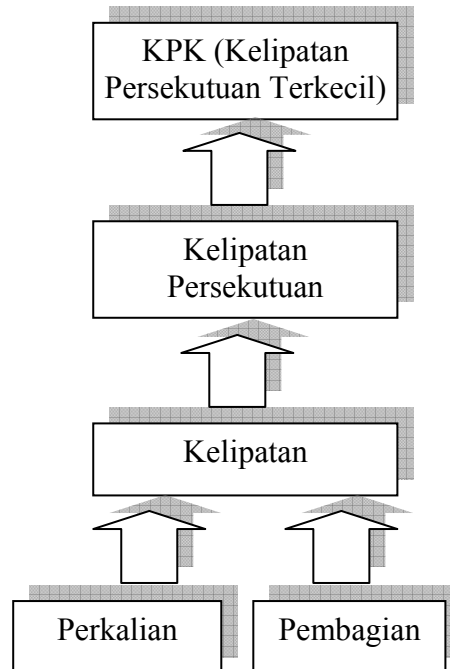 KPK (Kelipatan
Persekutuan Terkecil)
Kelipatan
Persekutuan
Kelipatan
Perkalian
Pembagian